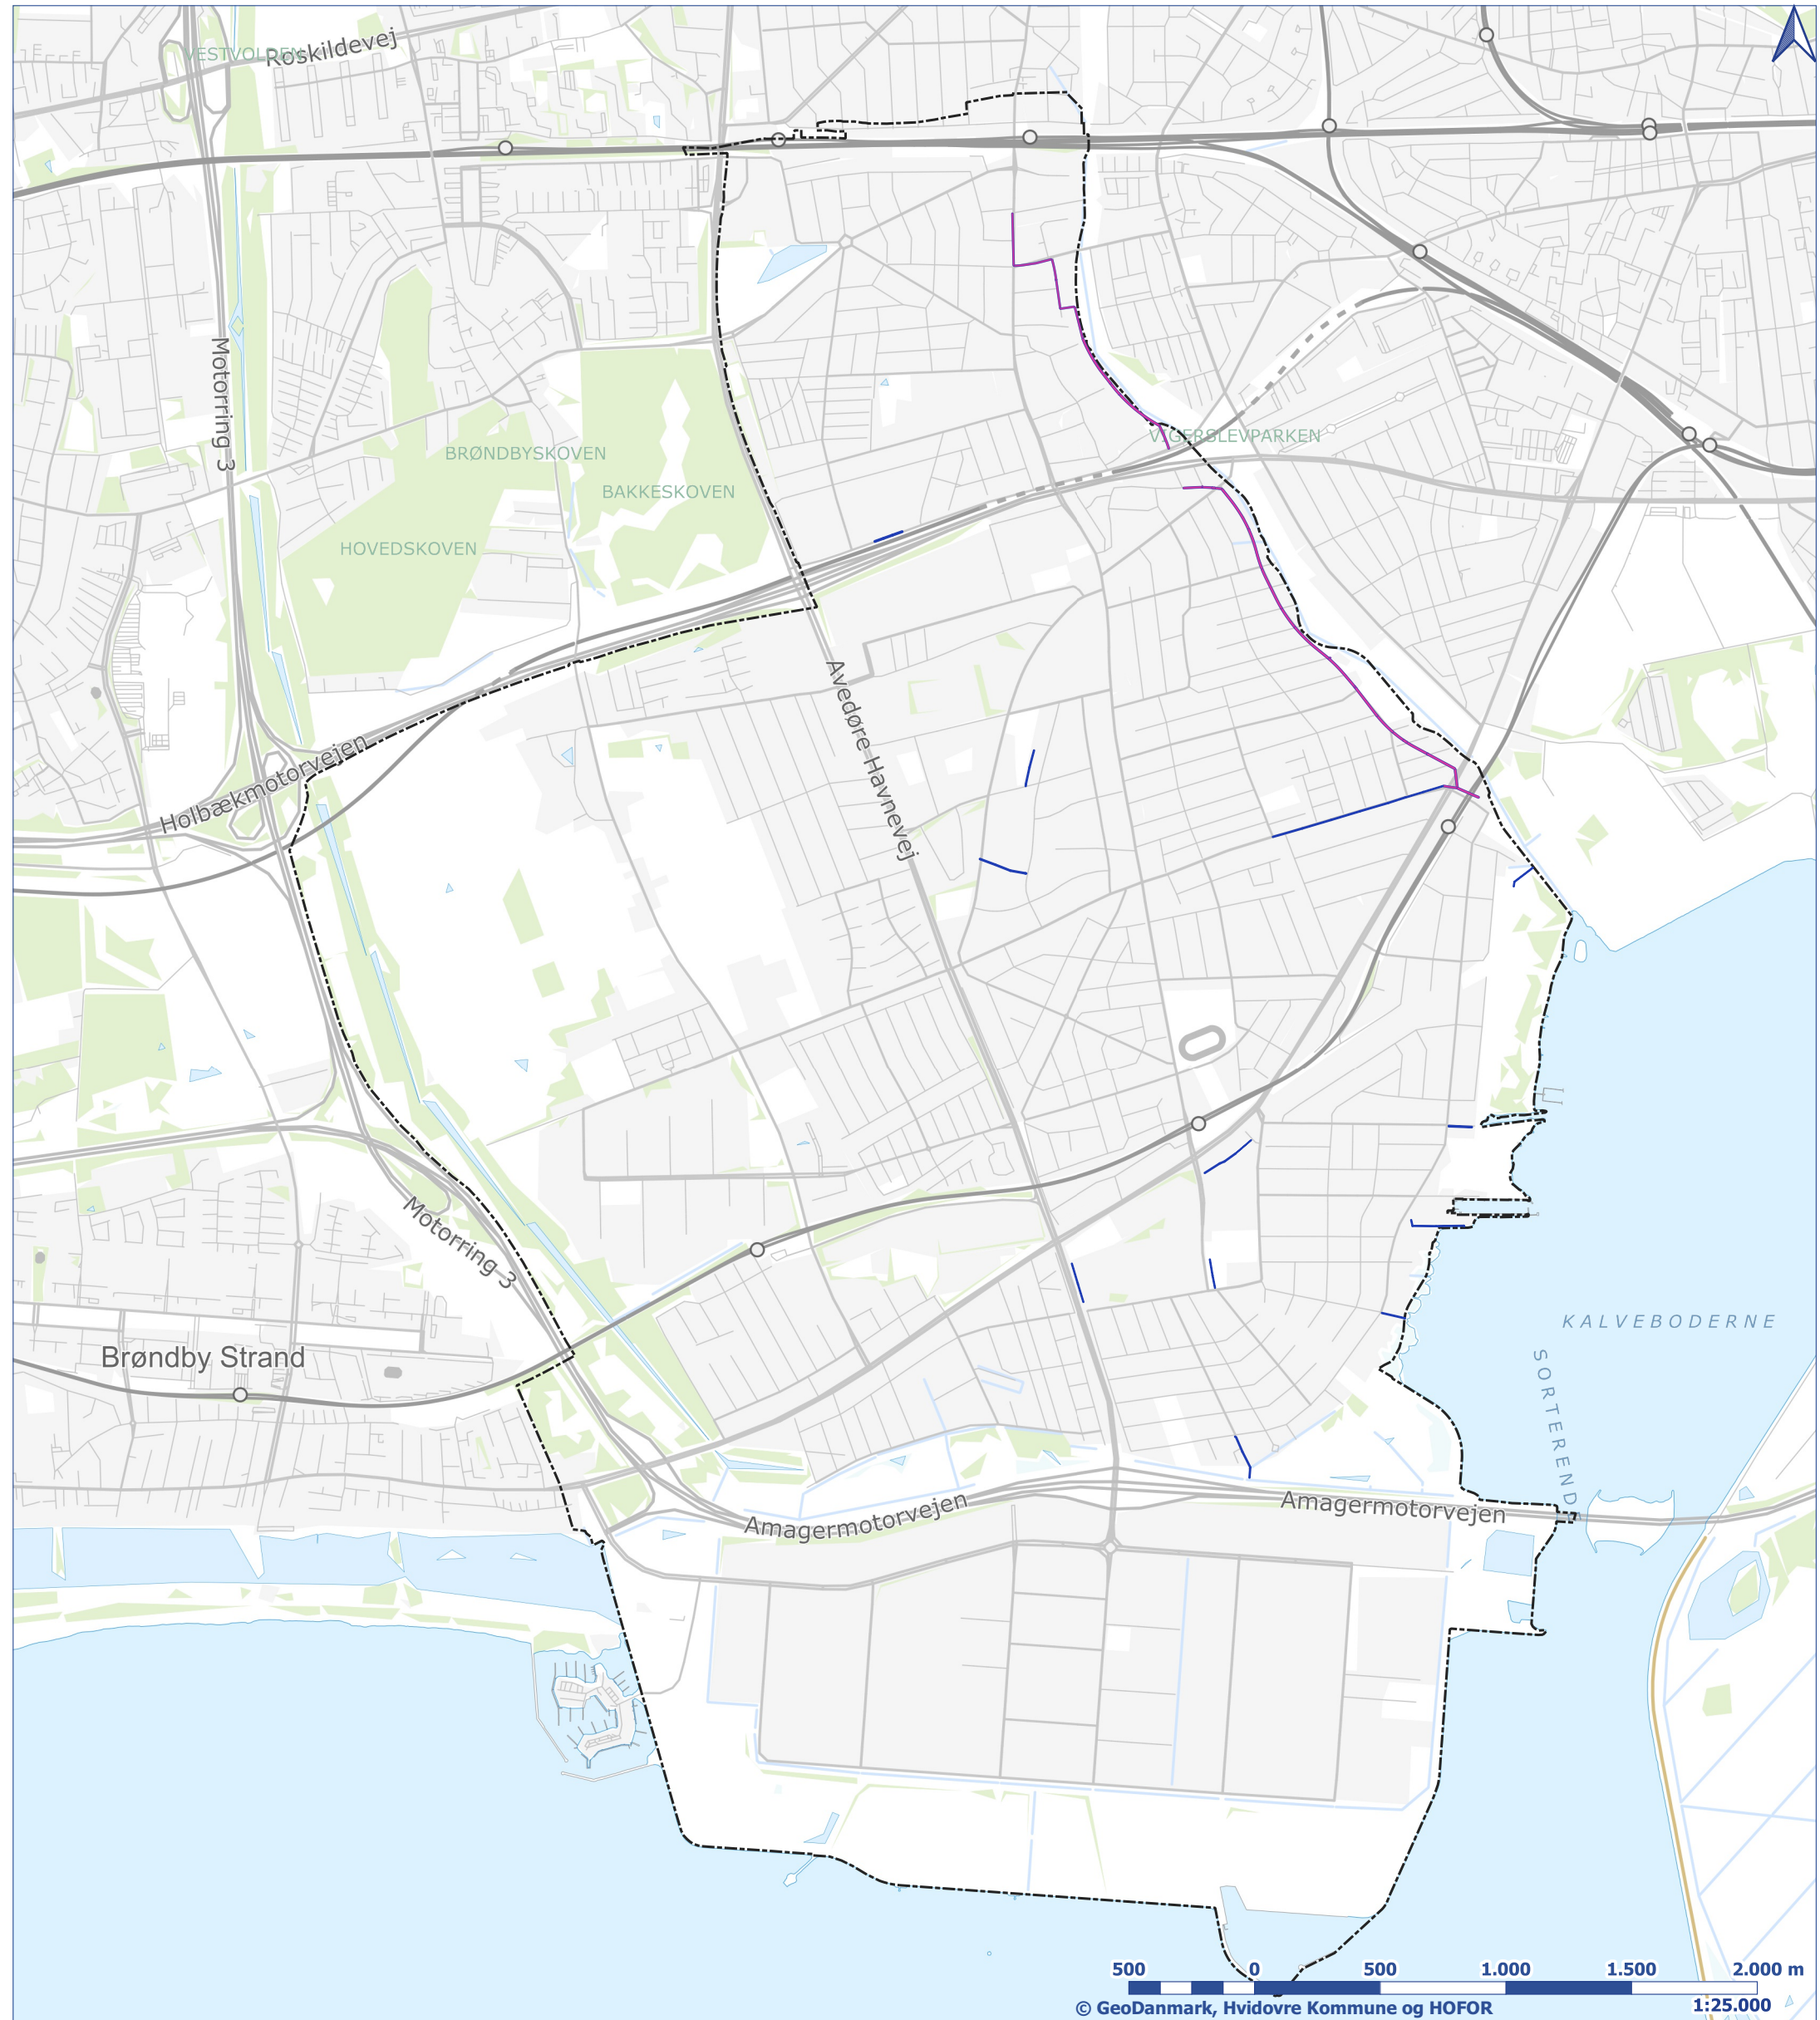 VESTVOLDEN
Roskildevej
Motorring 3
BRØNDBYSKOVEN
BAKKESKOVEN
HOVEDSKOVEN
VIGERSLEVPARKEN
Avedøre Havnevej
Holbækmotorvejen
Motorring 3
Brøndby Strand
KALVEBODERNE
Amagermotorvejen
Amagermotorvejen
500 0 500 1.000 1.500 2.000 m
© GeoDanmark, Hvidovre Kommune og HOFOR
1:25.000